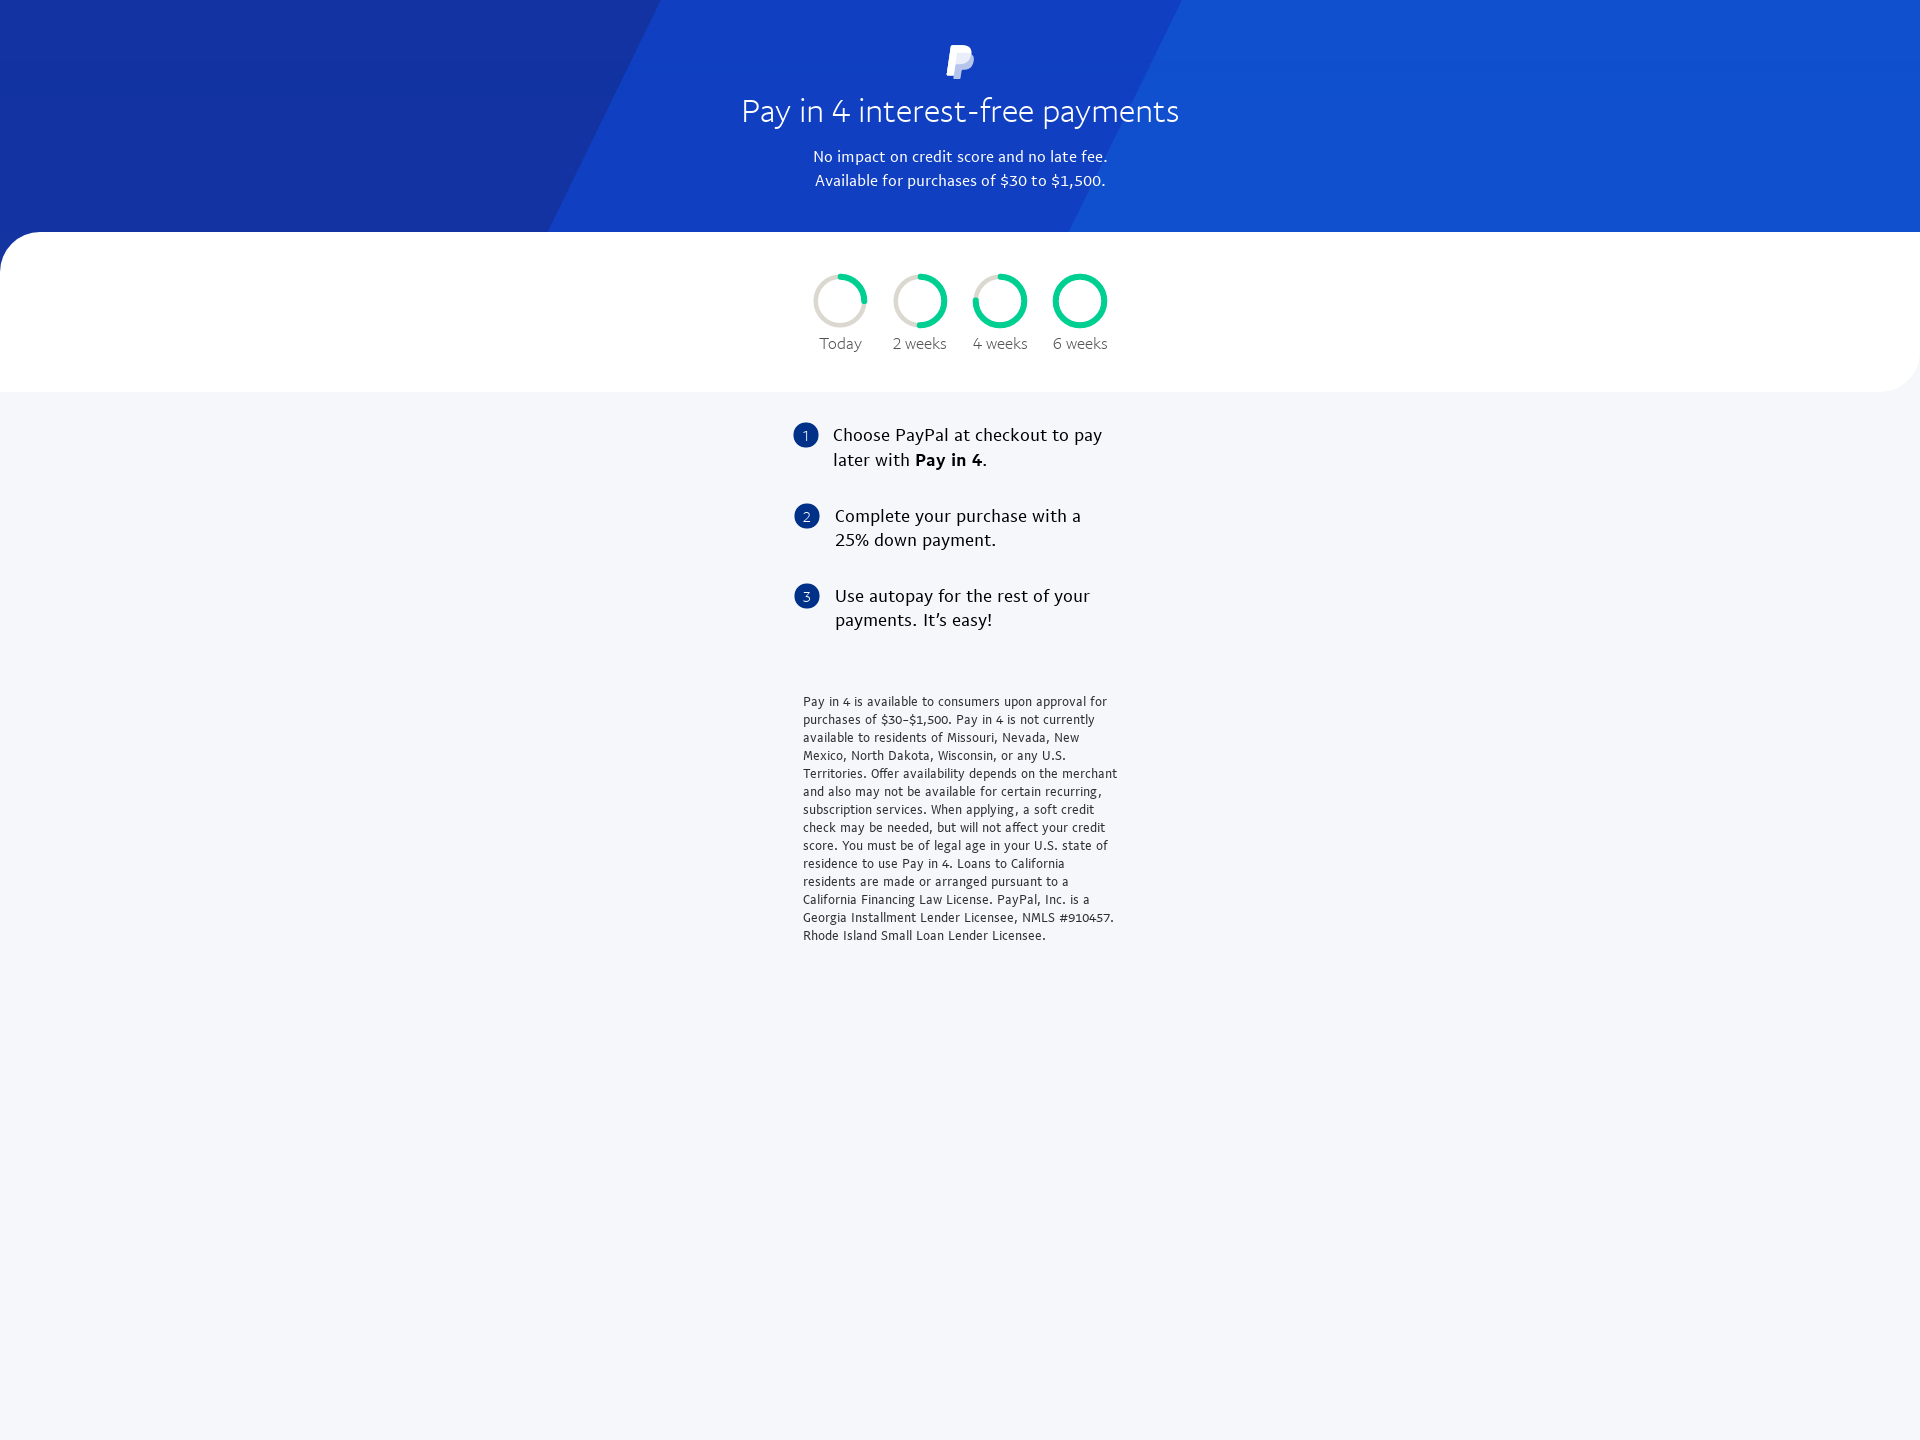 Pay in 4 interest-free payments
No impact on credit score and no late fee.
Available for purchases of $30 to $1,500.
Today
2 weeks
4 weeks
6 weeks
1 Choose PayPal at checkout to pay
later with Pay in 4.
2 Complete your purchase with a
25% down payment.
3 Use autopay for the rest of your
payments. It’s easy!
Pay in 4 is available to consumers upon approval for
purchases of $30–$1,500. Pay in 4 is not currently
available to residents of Missouri, Nevada, New
Mexico, North Dakota, Wisconsin, or any U.S.
Territories. Offer availability depends on the merchant
and also may not be available for certain recurring,
subscription services. When applying, a soft credit
check may be needed, but will not affect your credit
score. You must be of legal age in your U.S. state of
residence to use Pay in 4. Loans to California
residents are made or arranged pursuant to a
California Financing Law License. PayPal, Inc. is a
Georgia Installment Lender Licensee, NMLS #910457.
Rhode Island Small Loan Lender Licensee.